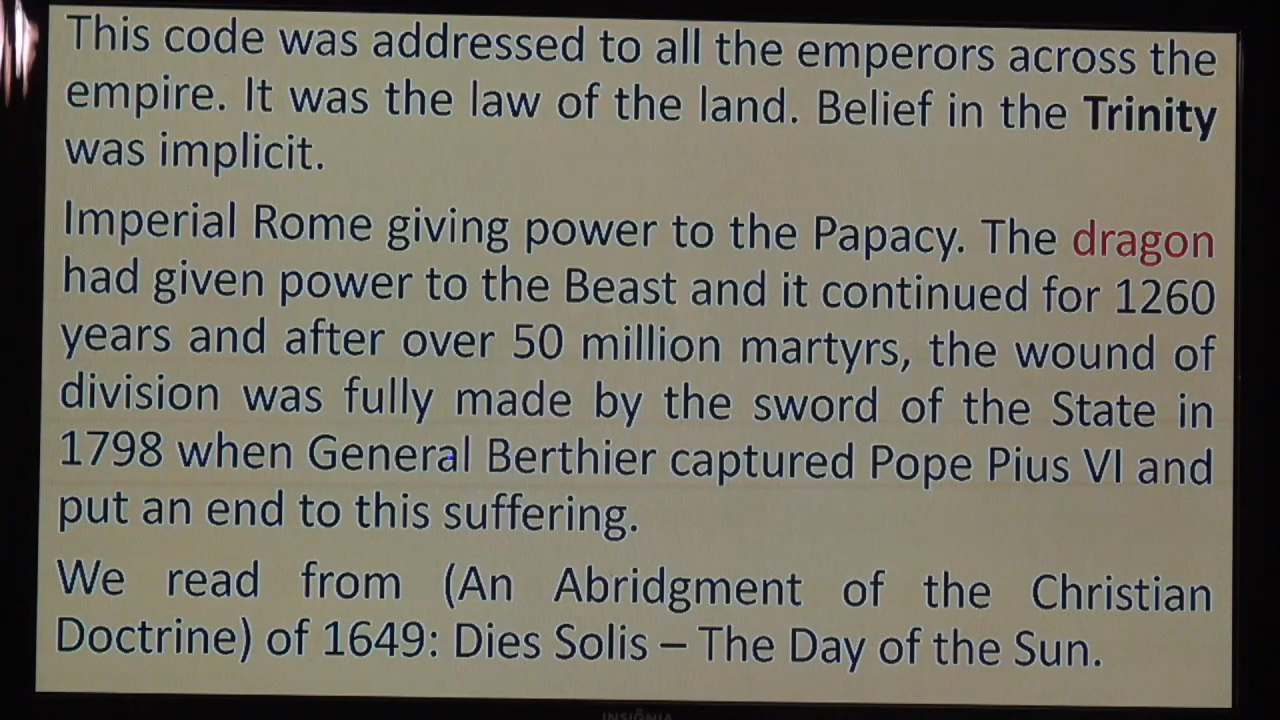 This code was addressed to all the emperors across the
empire. It was the law of the land. Belief in the Trinity
was implicit.
Imperial Rome giving power to the Papacy. The dragon
had given power to the Beast and it continued for 1260
years and after over 50 million martyrs, the wound of
division was fully made by the sword of the State in
1798 when General Berthier captured Pope Pius VI and
put an end to this suffering.
We read from (An Abridgment of the Christian
Doctrine) of 1649: Dies Solis – The Day of the Sun.
INSIGNIA